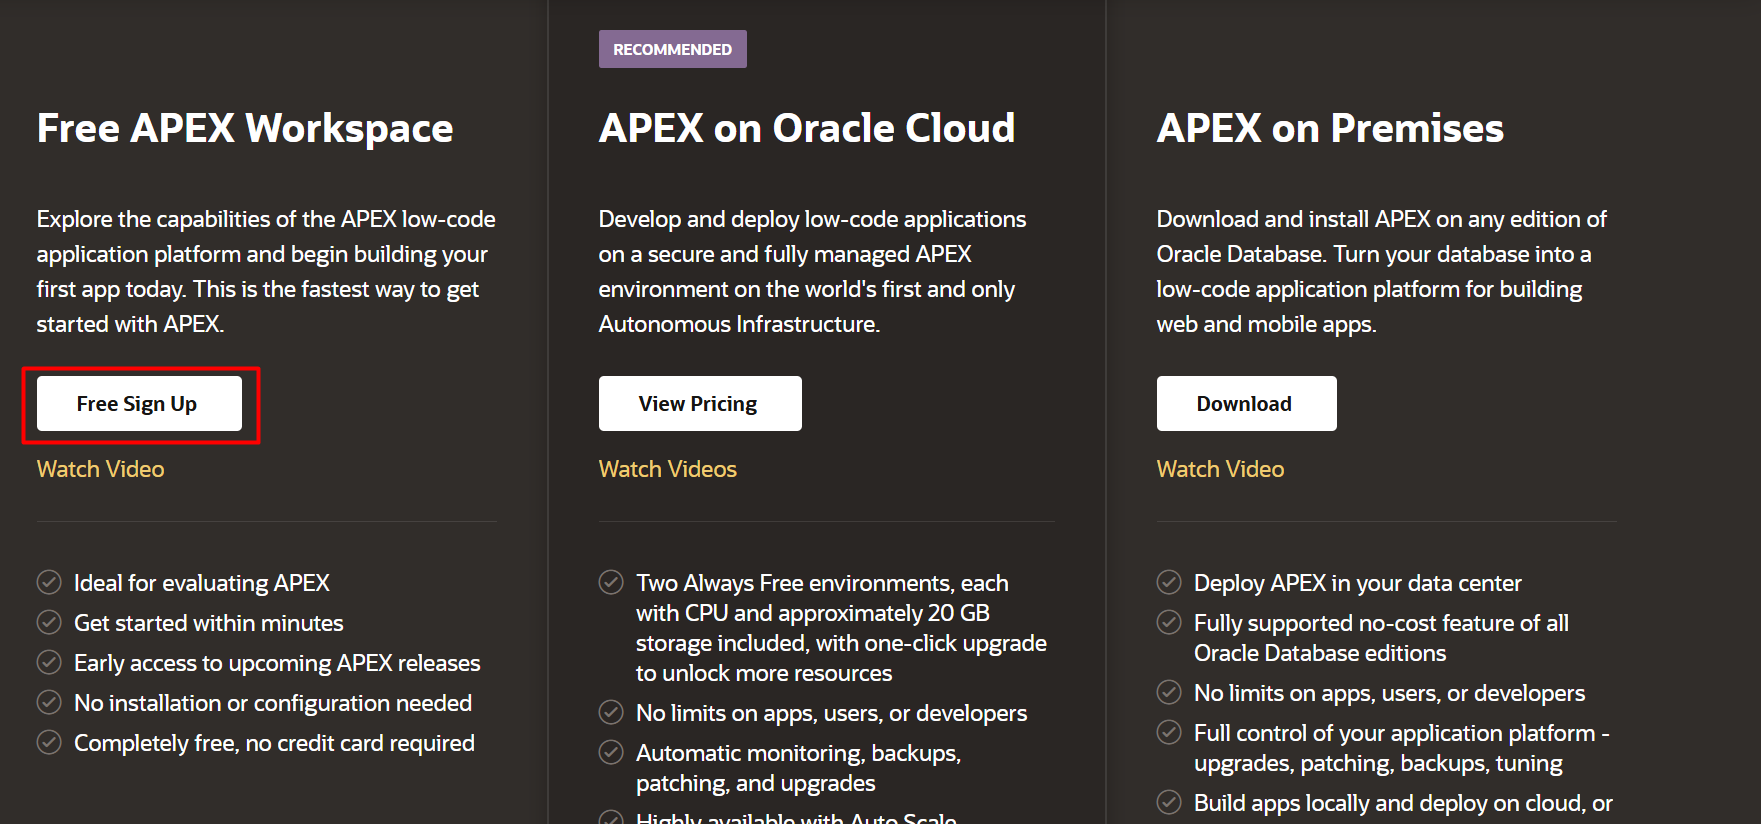 RECOMMENDED
Free APEX Workspace
Explore the capabilities of the APEX low-code
application platform and begin building your
first app today. This is the fastest way to get
started with APEX.
Free Sign Up
Watch Video
Ideal for evaluating APEX
Get started within minutes
Early access to upcoming APEX releases
No installation or configuration needed
Completely free, no credit card required
APEX on Oracle Cloud
Develop and deploy low-code applications
on a secure and fully managed APEX
environment on the world's first and only
Autonomous Infrastructure.
View Pricing
Watch Videos
Two Always Free environments, each
with CPU and approximately 20 GB
storage included, with one-click upgrade
to unlock more resources
No limits on apps, users, or developers
Automatic monitoring, backups,
patching, and upgrades
Highly available with Auto Scale
APEX on Premises
Download and install APEX on any edition of
Oracle Database. Turn your database into a
low-code application platform for building
web and mobile apps.
Download
Watch Video
Deploy APEX in your data center
Fully supported no-cost feature of all
Oracle Database editions
No limits on apps, users, or developers
Full control of your application platform -
upgrades, patching, backups, tuning
Build apps locally and deploy on cloud, or